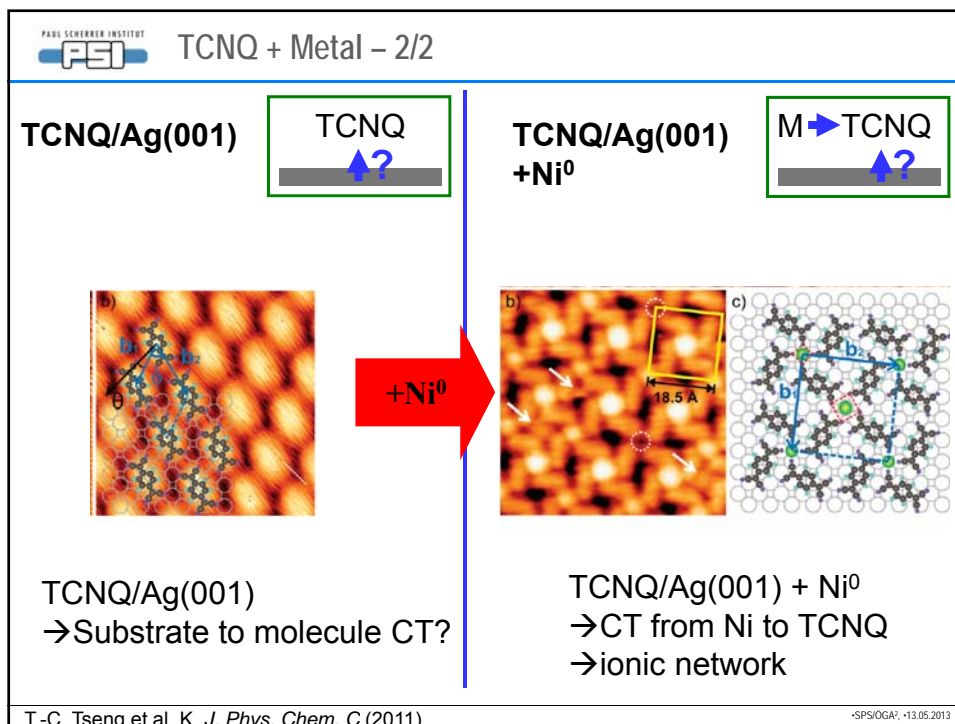 PAUL SCHERRER INSTITUT
PSI
TCNQ + Metal – 2/2
TCNQ/Ag(001)
TCNQ
?
b)
b₁
b₂
θ
+Ni⁰
TCNQ/Ag(001)
→Substrate to molecule CT?
TCNQ/Ag(001)
+Ni⁰
M → TCNQ
?
b)
18.5 Å
c)
b₂
b₁
TCNQ/Ag(001) + Ni⁰
→CT from Ni to TCNQ
→ionic network
T.-C. Tseng et al, K. J. Phys. Chem. C (2011)
•SPS/ÖGA², •13.05.2013